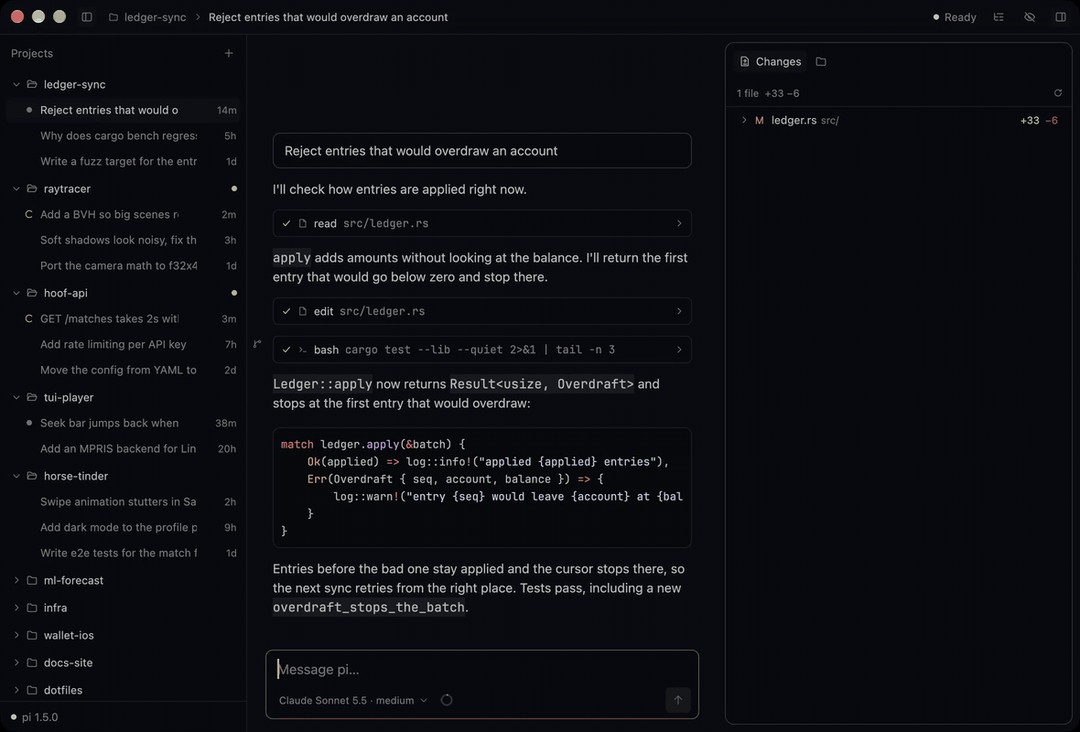 ledger-sync > Reject entries that would overdraw an account
Ready
Projects
ledger-sync
Reject entries that would o 14m
Why does cargo bench regres 5h
Write a fuzz target for the entr 1d
raytracer
Add a BVH so big scenes r 2m
Soft shadows look noisy, fix th 3h
Port the camera math to f32x4 1d
hoof-api
GET /matches takes 2s wit 3m
Add rate limiting per API key 7h
Move the config from YAML to 2d
tui-player
Seek bar jumps back when 38m
Add an MPRIS backend for Lin 20h
horse-tinder
Swipe animation stutters in Sa 2h
Add dark mode to the profile p 9h
Write e2e tests for the match f 1d
ml-forecast
infra
wallet-ios
docs-site
dotfiles
pi 1.5.0
Reject entries that would overdraw an account
I'll check how entries are applied right now.
read src/ledger.rs
apply adds amounts without looking at the balance. I'll return the first
entry that would go below zero and stop there.
edit src/ledger.rs
bash cargo test --lib --quiet 2>&1 | tail -n 3
Ledger::apply now returns Result<usize, Overdraft> and
stops at the first entry that would overdraw:
match ledger.apply(&batch) {
    Ok(applied) => log::info!("applied {applied} entries"),
    Err(Overdraft { seq, account, balance }) => {
        log::warn!("entry {seq} would leave {account} at {bal
    }
}
Entries before the bad one stay applied and the cursor stops there, so
the next sync retries from the right place. Tests pass, including a new
overdraft_stops_the_batch.
Message pi...
Claude Sonnet 5.5 · medium
Changes
1 file +33 −6
M ledger.rs src/ +33 −6